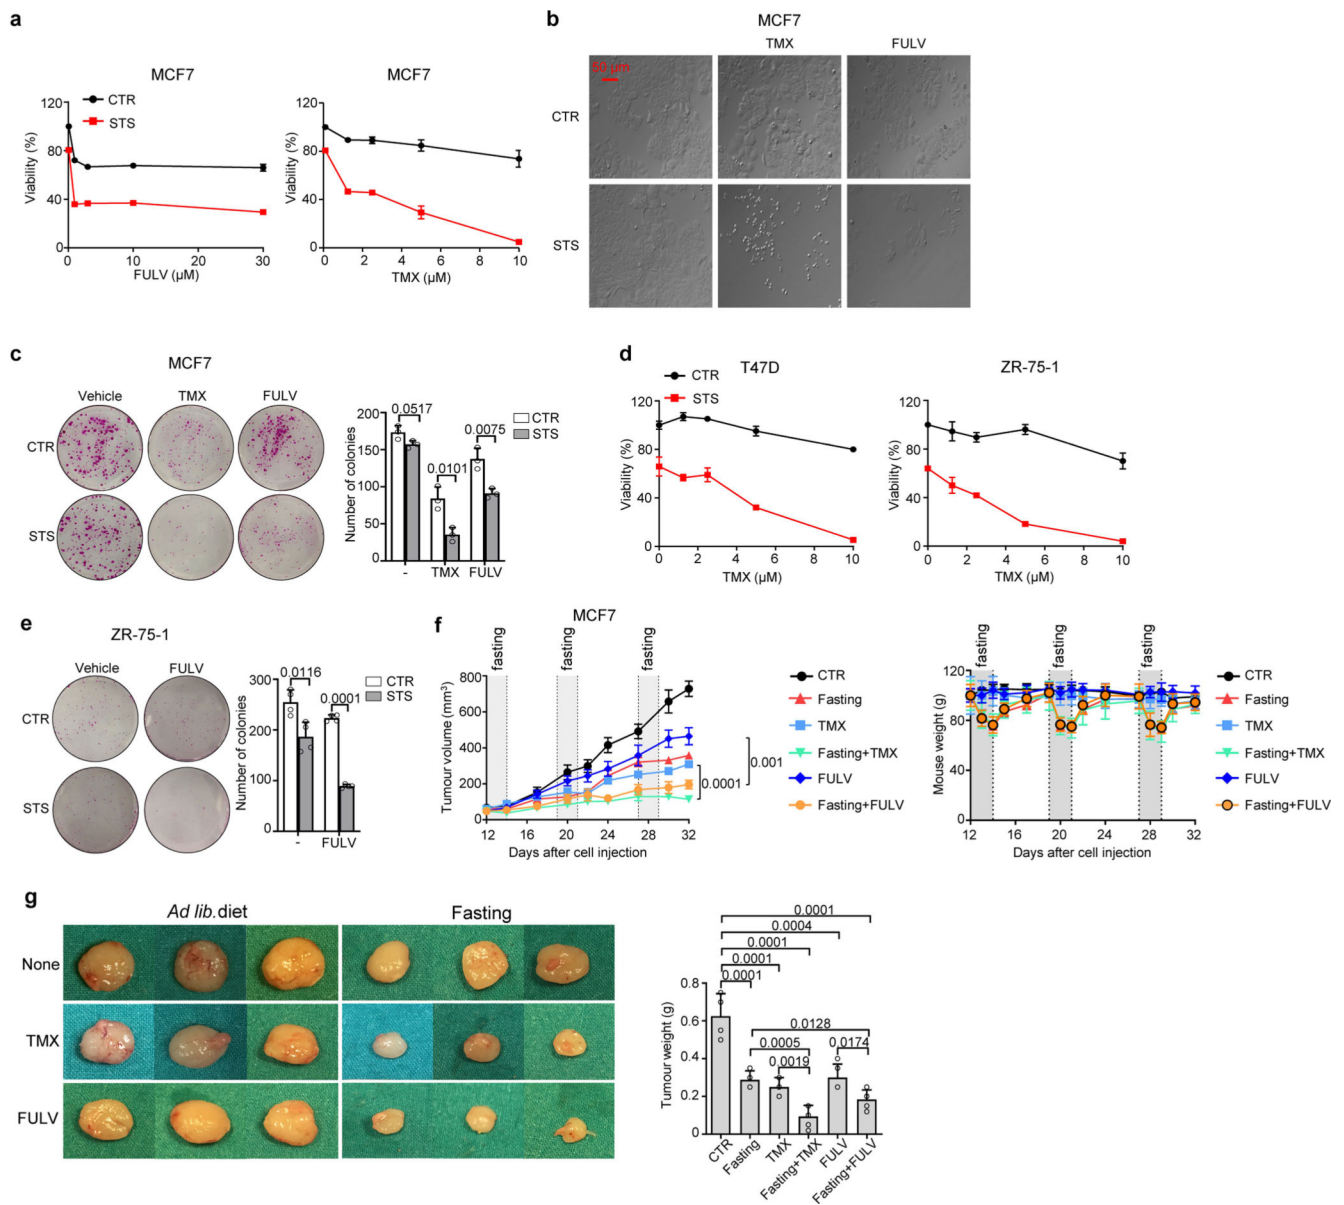 a
MCF7
CTR
STS
120
80
40
0
Viability (%)
0 10 20 30
FULV (µM)
MCF7
120
80
40
0
Viability (%)
0 2 4 6 8 10
TMX (µM)
b
MCF7
TMX FULV
50 µm
CTR
STS
c
MCF7
Vehicle TMX FULV
CTR
STS
200
150
100
50
0
Number of colonies
0.0517
0.0101
0.0075
CTR
STS
- TMX FULV
d
T47D
CTR
STS
120
80
40
0
Viability (%)
0 2 4 6 8 10
TMX (µM)
ZR-75-1
120
80
40
0
Viability (%)
0 2 4 6 8 10
TMX (µM)
e
ZR-75-1
Vehicle FULV
CTR
STS
300
200
100
0
Number of colonies
0.0116
0.0001
CTR
STS
- FULV
f
MCF7
fasting fasting fasting
800
600
400
200
0
Tumour volume (mm³)
12 16 20 24 28 32
Days after cell injection
0.0001
0.001
CTR
Fasting
TMX
Fasting+TMX
FULV
Fasting+FULV
fasting fasting fasting
120
80
40
0
Mouse weight (g)
12 16 20 24 28 32
Days after cell injection
CTR
Fasting
TMX
Fasting+TMX
FULV
Fasting+FULV
g
Ad lib. diet Fasting
None
TMX
FULV
0.0001
0.0004
0.0001
0.0001
0.0001
0.0128
0.0005
0.0174
0.0019
0.8
0.6
0.4
0.2
0
Tumour weight (g)
CTR
Fasting
TMX
Fasting+TMX
FULV
Fasting+FULV